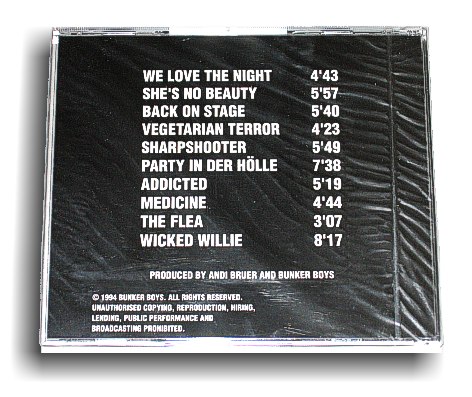 WE LOVE THE NIGHT 4'43
SHE'S NO BEAUTY 5'57
BACK ON STAGE 5'40
VEGETARIAN TERROR 4'23
SHARPSHOOTER 5'49
PARTY IN DER HÖLLE 7'38
ADDICTED 5'19
MEDICINE 4'44
THE FLEA 3'07
WICKED WILLIE 8'17
PRODUCED BY ANDI BRUER AND BUNKER BOYS
© 1994 BUNKER BOYS. ALL RIGHTS RESERVED.
UNAUTHORISED COPYING, REPRODUCTION, HIRING,
LENDING, PUBLIC PERFORMANCE AND
BROADCASTING PROHIBITED.